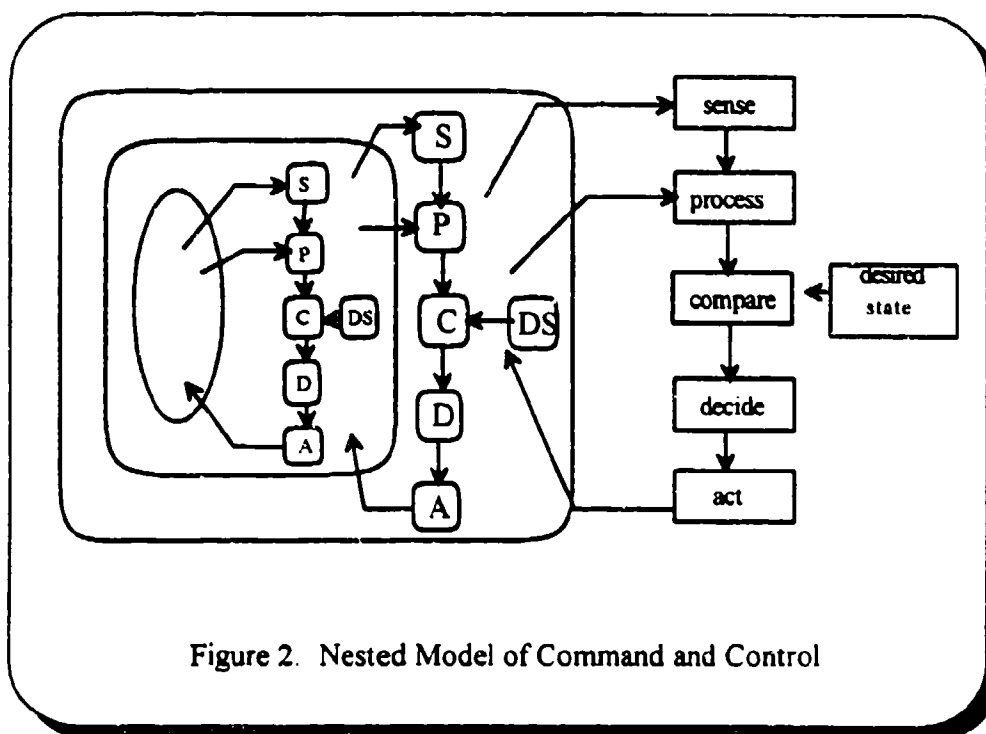 S
P
C
DS
D
A
S
P
C
DS
D
A
sense
process
compare
desired
state
decide
act
Figure 2. Nested Model of Command and Control